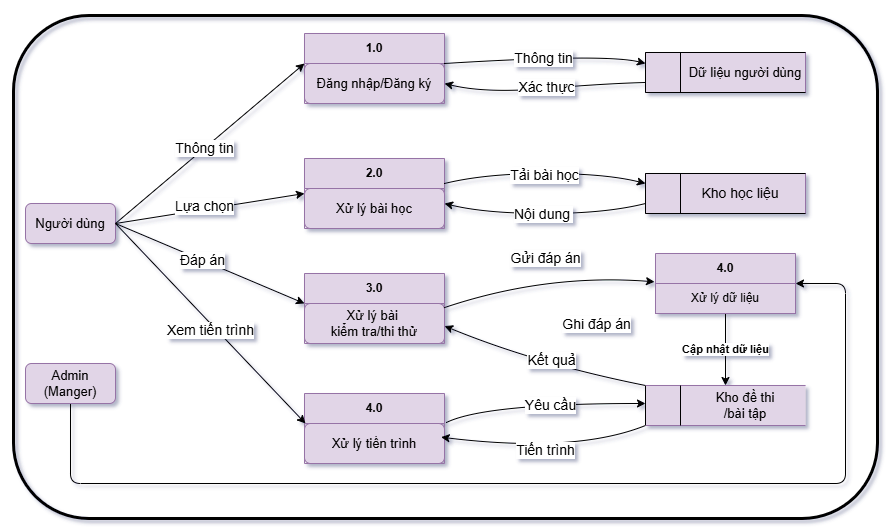 1.0
Đăng nhập/Đăng ký
Thông tin
Xác thực
Dữ liệu người dùng
Thông tin
2.0
Xử lý bài học
Tải bài học
Nội dung
Kho học liệu
Người dùng
Lựa chọn
Đáp án
Gửi đáp án
4.0
Xử lý dữ liệu
3.0
Xử lý bài
kiểm tra/thi thử
Ghi đáp án
Xem tiến trình
Cập nhật dữ liệu
Kết quả
Admin
(Manger)
4.0
Xử lý tiến trình
Yêu cầu
Tiến trình
Kho đề thi
/bài tập